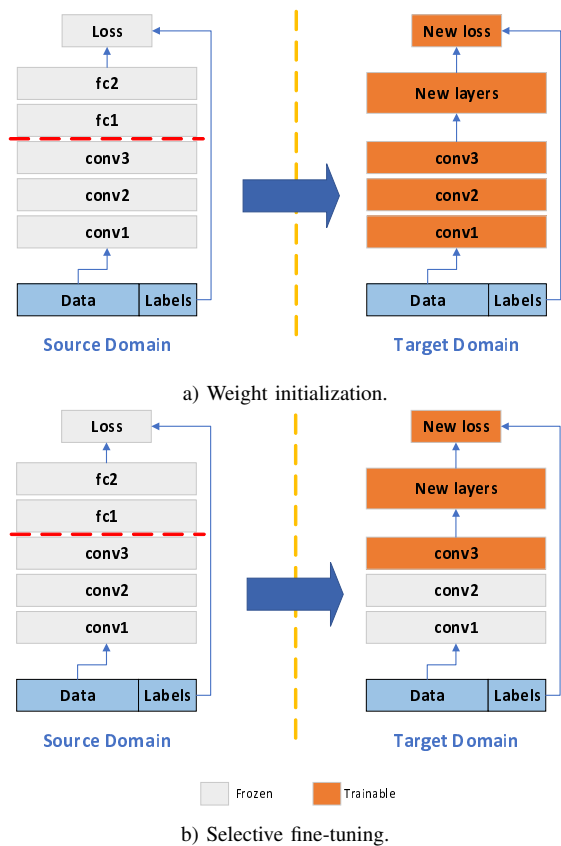 Loss
fc2
fc1
conv3
conv2
conv1
Data Labels
Source Domain
New loss
New layers
conv3
conv2
conv1
Data Labels
Target Domain
a) Weight initialization.
Loss
fc2
fc1
conv3
conv2
conv1
Data Labels
Source Domain
New loss
New layers
conv3
conv2
conv1
Data Labels
Target Domain
Frozen Trainable
b) Selective fine-tuning.